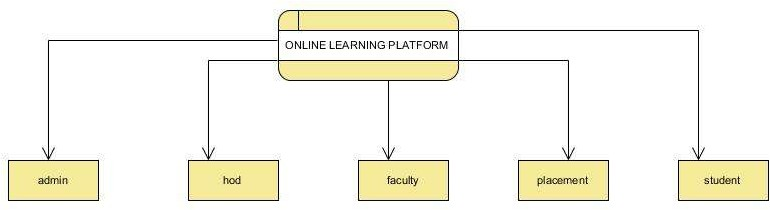 ONLINE LEARNING PLATFORM
admin
hod
faculty
placement
student